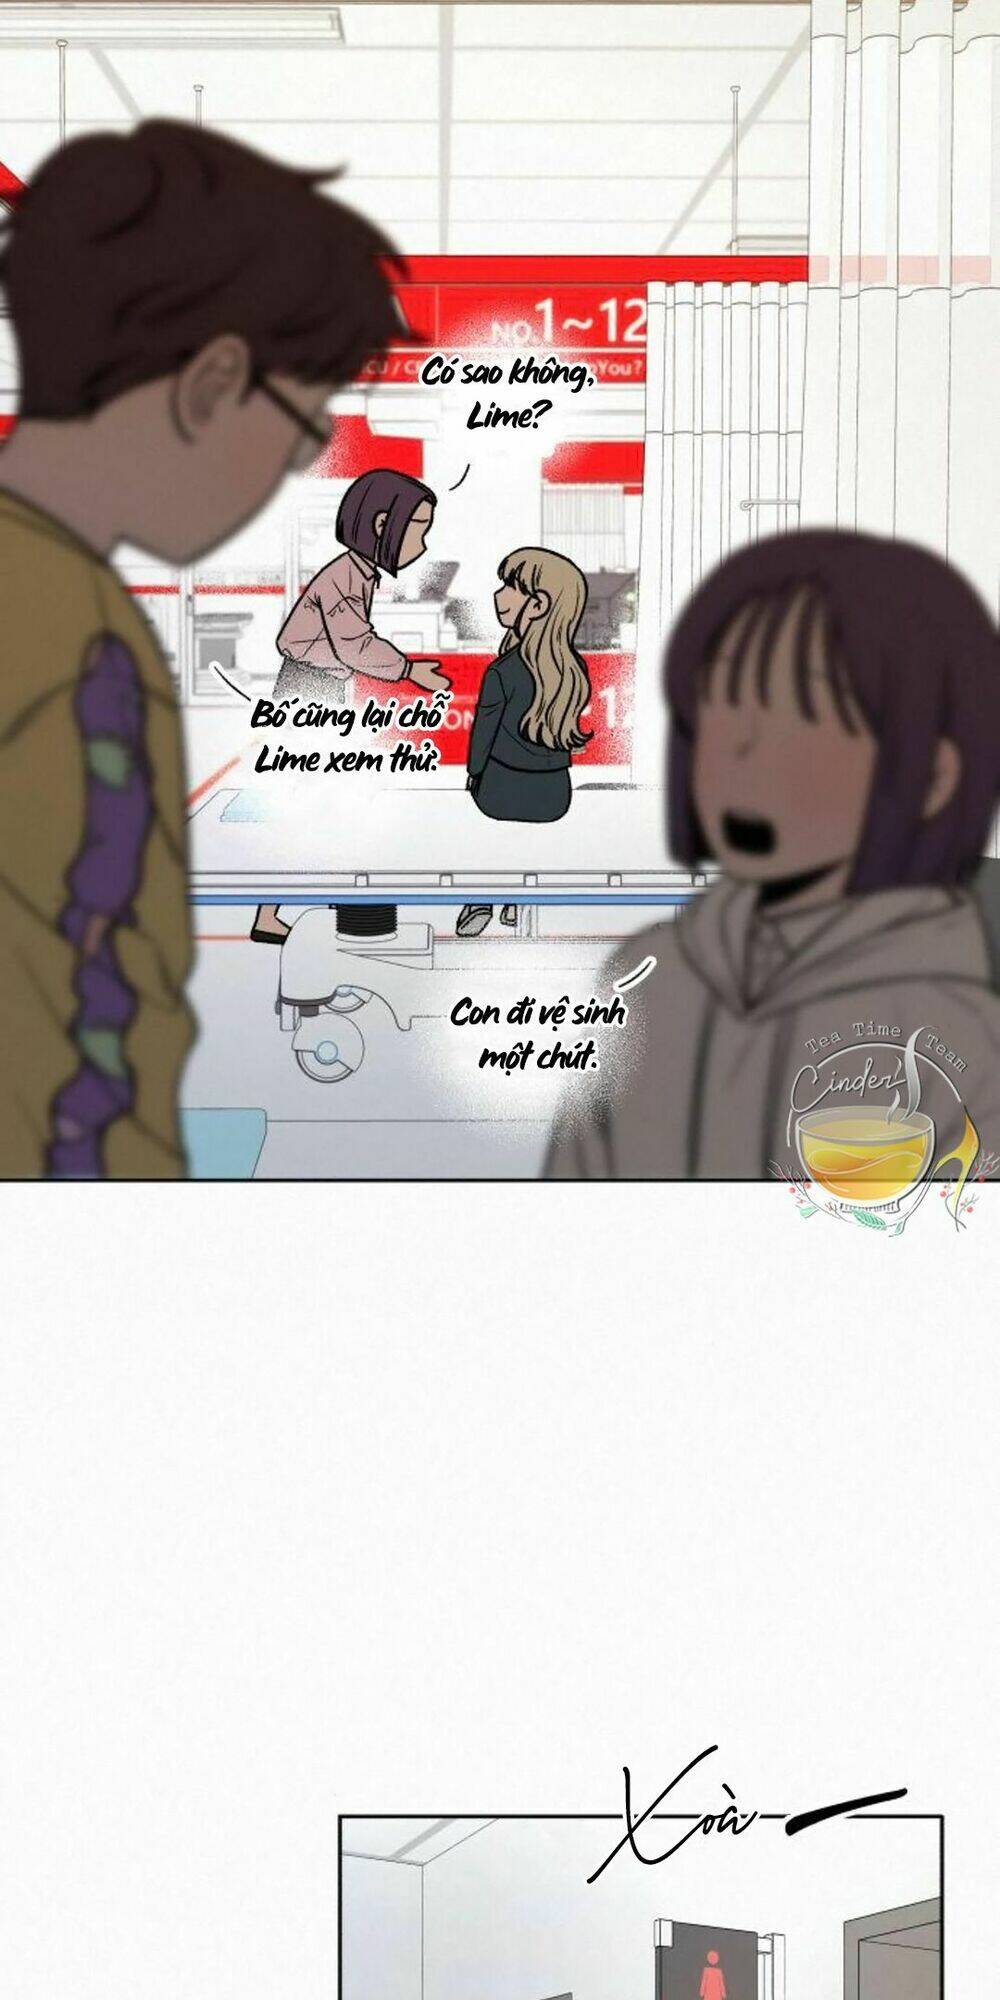 NO.1~12
Có sao không,
Lime?
Bố cũng lại chỗ
Lime xem thử.
Con đi vệ sinh
một chút.
Tea Time Team
Cinder's
Xoà